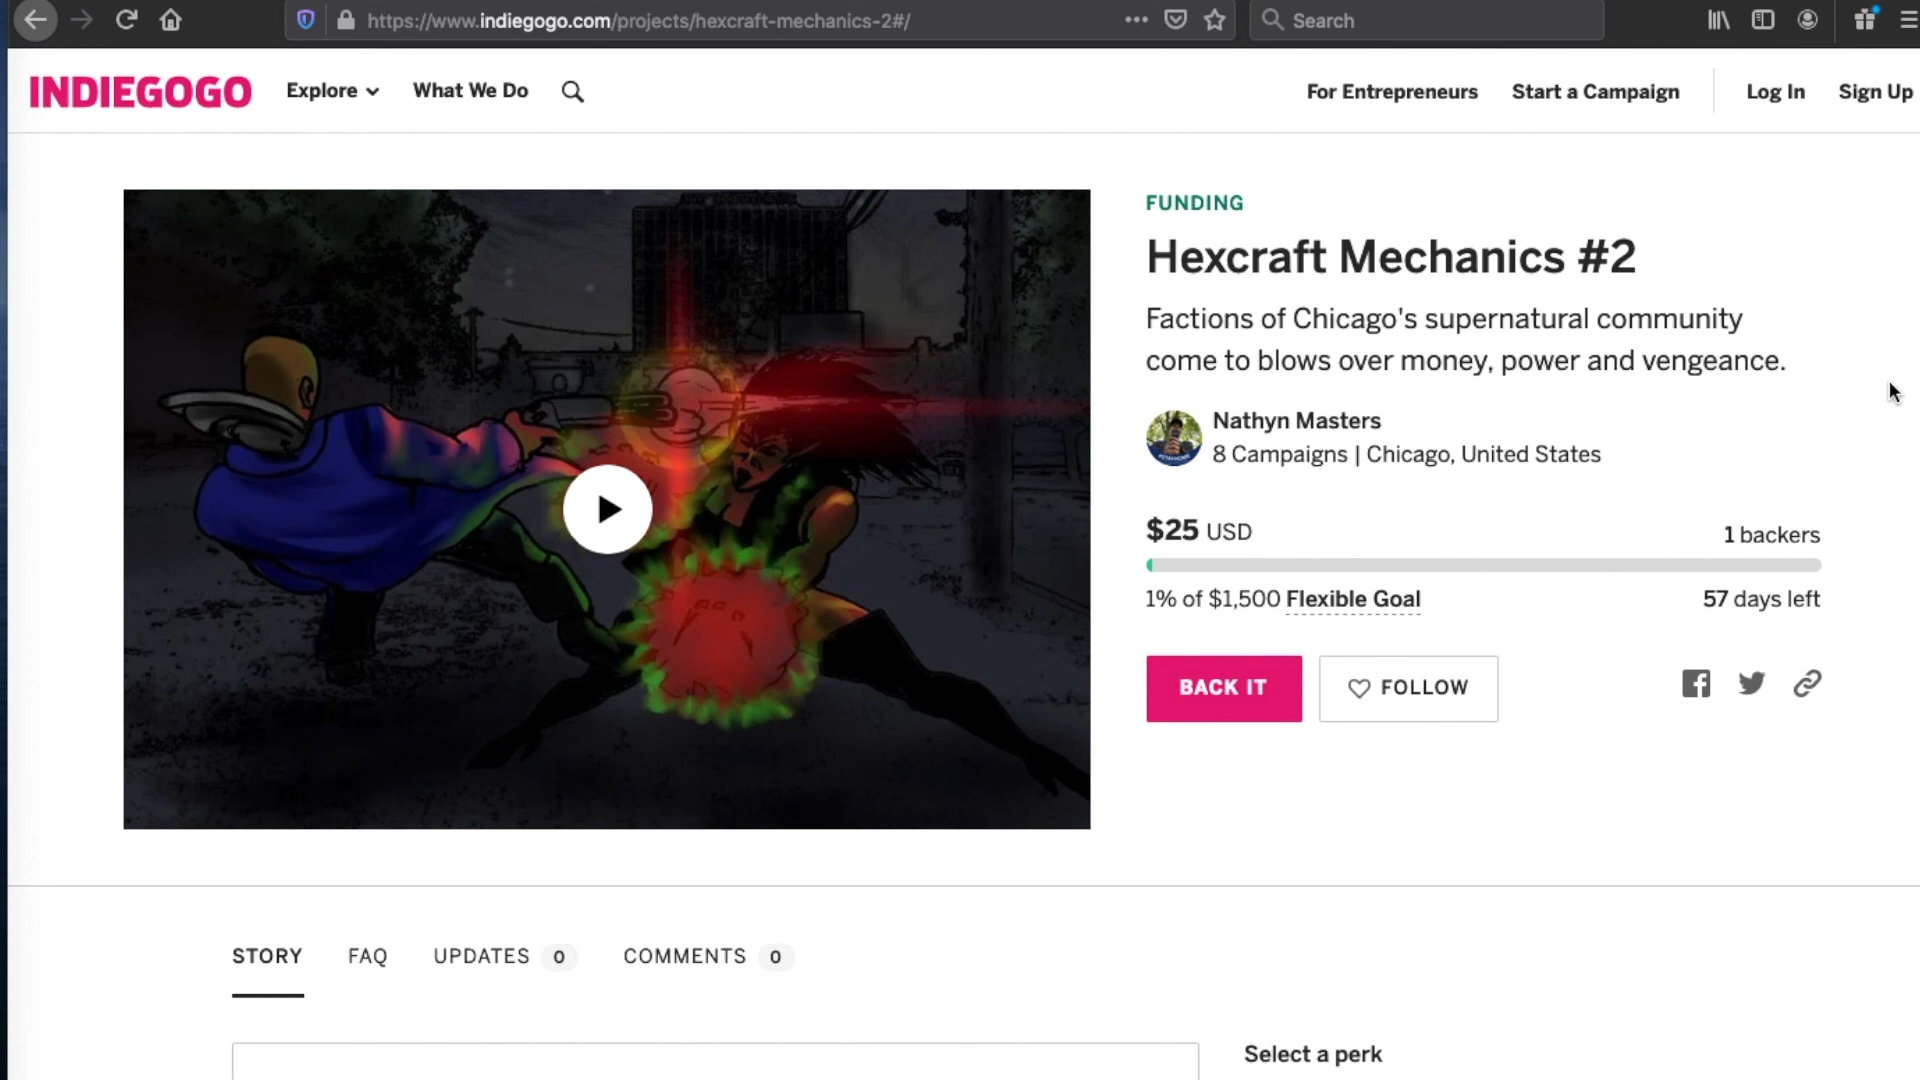 https://www.indiegogo.com/projects/hexcraft-mechanics-2#/
Search
INDIEGOGO
Explore
What We Do
For Entrepreneurs
Start a Campaign
Log In
Sign Up
FUNDING
Hexcraft Mechanics #2
Factions of Chicago's supernatural community
come to blows over money, power and vengeance.
Nathyn Masters
8 Campaigns | Chicago, United States
$25 USD
1 backers
1% of $1,500 Flexible Goal
57 days left
BACK IT
FOLLOW
STORY
FAQ
UPDATES 0
COMMENTS 0
Select a perk